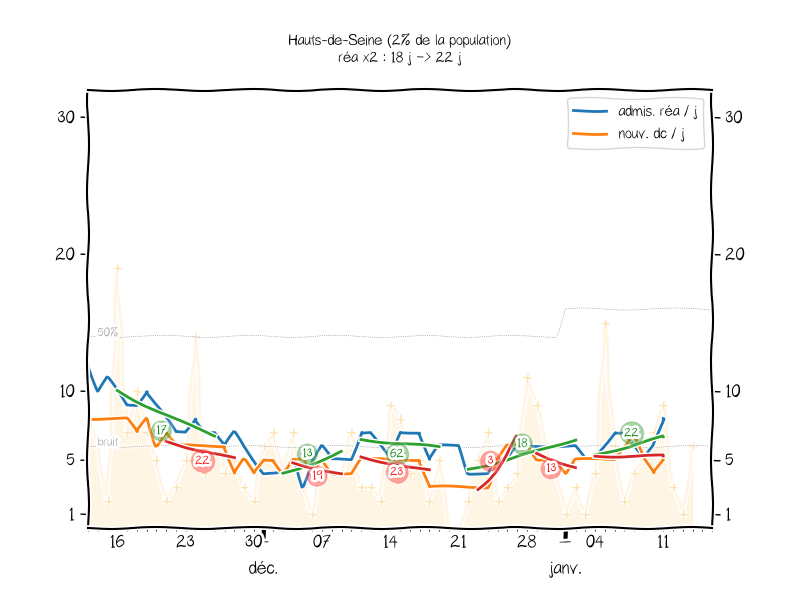 Hauts-de-Seine (2% de la population)
réa x2 : 18 j -> 22 j
admis. réa / j
nouv. dc / j
30 30
20 20
50%
10 10
17 13 62 18 22
bruit
22 19 23 3 13
5 5
1 1
16 23 30 07 14 21 28 04 11
déc. janv.